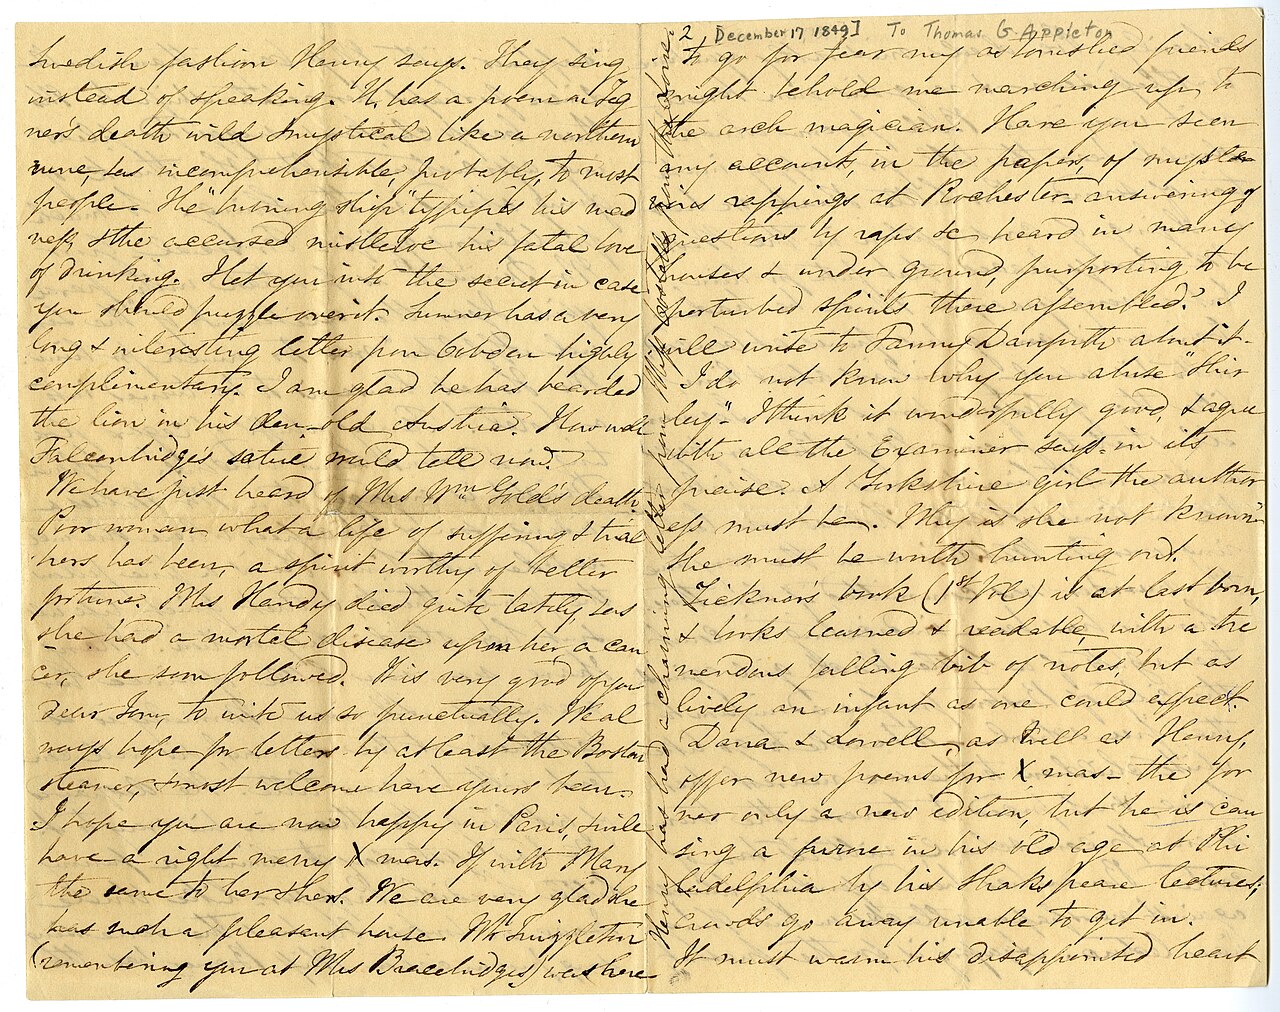 Swedish fashion Henry says. They sing
instead of speaking. H. has a poem on Teg
ner's death wild & mystical like a northern
rune, & as incomprehensible, probably, to most
people. The "burning ship" typifies his mad
ness, & the accursed mistletoe his fatal love
of drinking. I let you into the secret in case
you should puzzle over it. Sumner has a very
long & interesting letter from Cobden highly
complimentary. I am glad he has bearded
the lion in his den—old Austria. How well
Falconbridge's satire would tell now.
We have just heard of Mrs Wm Gold's death.
Poor woman what a life of suffering & trial
hers has been, a spirit worthy of better
fortune. Mrs Handy died quite lately, & as
she had a mortal disease upon her, a can
cer, she soon followed. It is very good of you
dear Tom, to write us so punctually. We al
ways hope for letters by at least the Boston
steamer, & most welcome have yours been.
I hope you are now happy in Paris, & will
have a right merry Xmas. If with Mary
the same to her & hers. We are very glad she
has such a pleasant house. Mr
(remembering you at Mrs Bracebridge's) was here
2 December 17 1849] To Thomas G. Appleton
to go for fear my astonished friends
might behold me marching up to
the arch magician. Have you seen
any account, in the papers, of myste
rious rappings at Rochester—answering of
questions by raps &c heard in many
houses & under ground, purporting to be
perturbed spirits there assembled? I
will write to Fanny Danforth about it.
I do not know why you abuse "Shir
ley". I think it wonderfully good, & agree
with all the Examiner says in its
praise. A Yorkshire girl the author
ess must be. Why is she not known?
She must be worth hunting out.
Ticknor's book (1st Vol) is at last born,
& looks learned & readable, with a tre
mendous falling bib of notes, but as
lively an infant as one could expect.
Dana & Lowell, as well as Henry,
offer new poems for Xmas—the for
mer only a new edition, but he is cau
sing a furore in his old age at Phi
ladelphia by his Shakspeare lectures;
crowds go away unable to get in.
It must warm his disappointed heart
Henry has had a charming letter from Miss